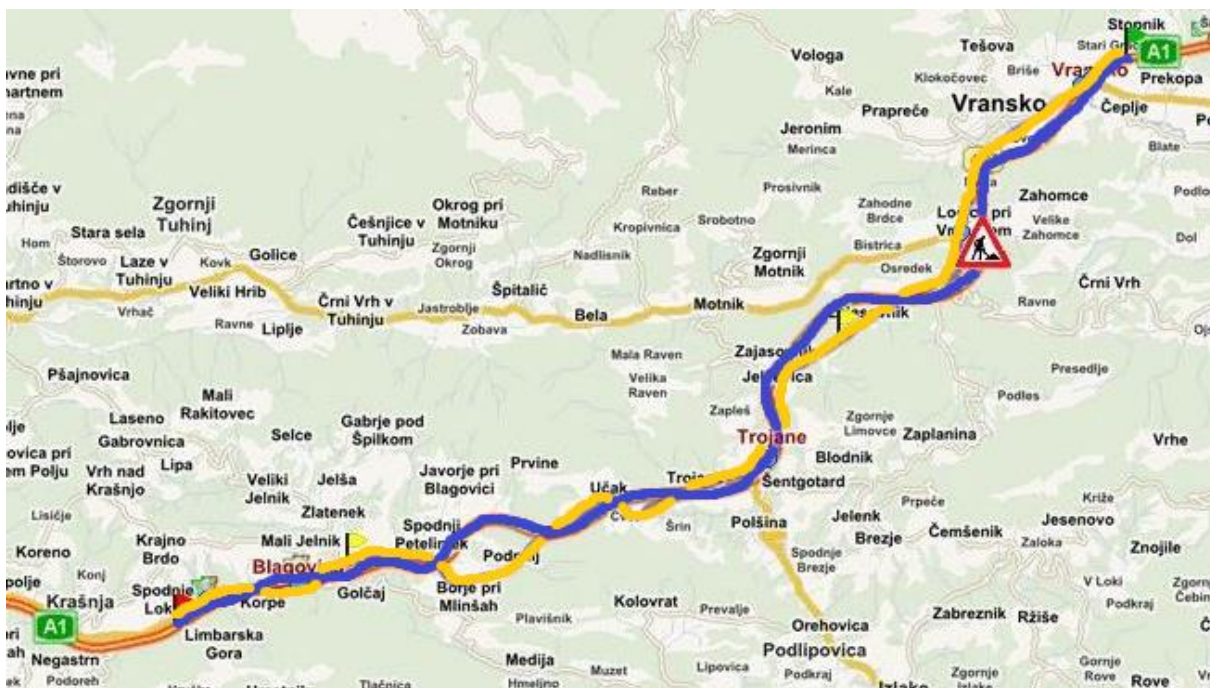 Stopnik
Tešova
Stari
A1
Vologa
Briše
Klokočovec
Vransko
Prekopa
Kale
Prapreče
Vransko
Čeplje
Jeronim
Merinca
Blate
Reber
Prosivnik
Zahomce
Zgornji
Tuhinj
Okrog pri
Motniku
Zahodne
Brdce
Velike
Zahomce
Stara sela
Češnjice v
Tuhinju
Kropivnica
Srobotno
Hom
Zgornji
Okrog
Bistrica
Dol
Štorovo
Laze v
Tuhinju
Kovk
Golice
Nadlisnik
Zgornji
Motnik
Osredek
Veliki Hrib
Špitalič
Črni Vrh
Vrhač
Črni Vrh v
Tuhinju
Jastroblje
Motnik
Ravne
Ravne
Liplje
Zobava
Bela
Mala Raven
Velika
Raven
Pšajnovica
Presedlje
Mali
Rakitovec
Podles
Laseno
Zapleš
Zgornje
Limovce
Gabrovnica
Selce
Gabrje pod
Špilkom
Zaplanina
Trojane
Vrhe
Lipa
Vrh nad
Krašnjo
Veliki
Jelnik
Jelša
Javorje pri
Blagovici
Prvine
Blodnik
Učak
Šentgotard
Zlatenek
Križe
Lisičje
Prpeče
Spodnji
Petelinjek
Šrin
Polšina
Jelenk
Jesenovo
Koreno
Krajno
Brdo
Mali Jelnik
Brezje
Čemšenik
Zaloka
Znojile
Spodnje
Brezje
Konj
Golčaj
Borje pri
Mlinšah
V Loki
Krašnja
Korpe
Kolovrat
Prevalje
Podkraj
A1
Limbarska
Gora
Plavišnik
Orehovica
Zabreznik
Ržiše
Podlipovica
Negastrn
Medija
Muzet
Lipovica
Podkraj
Gornje
Rove
Tlačnica
Hmelino
Zgornje
Rove
Izlake